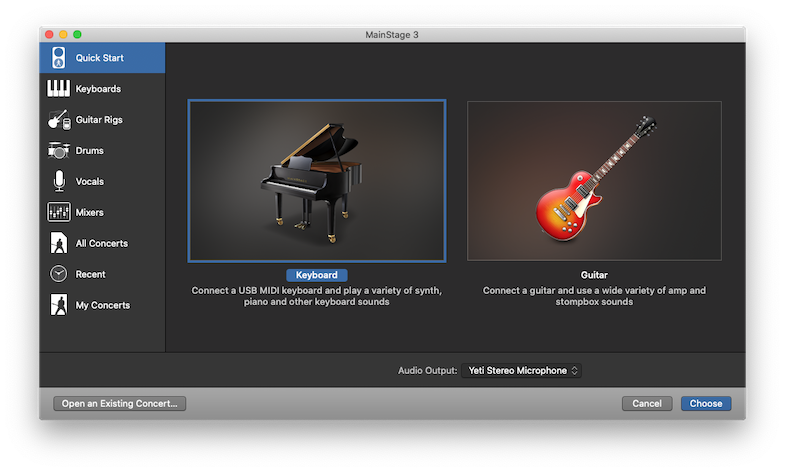 MainStage 3
Quick Start
Keyboards
Guitar Rigs
Drums
Vocals
Mixers
All Concerts
Recent
My Concerts
Keyboard
Connect a USB MIDI keyboard and play a variety of synth,
piano and other keyboard sounds
Guitar
Connect a guitar and use a wide variety of amp and
stompbox sounds
Audio Output: Yeti Stereo Microphone
Open an Existing Concert... Cancel Choose